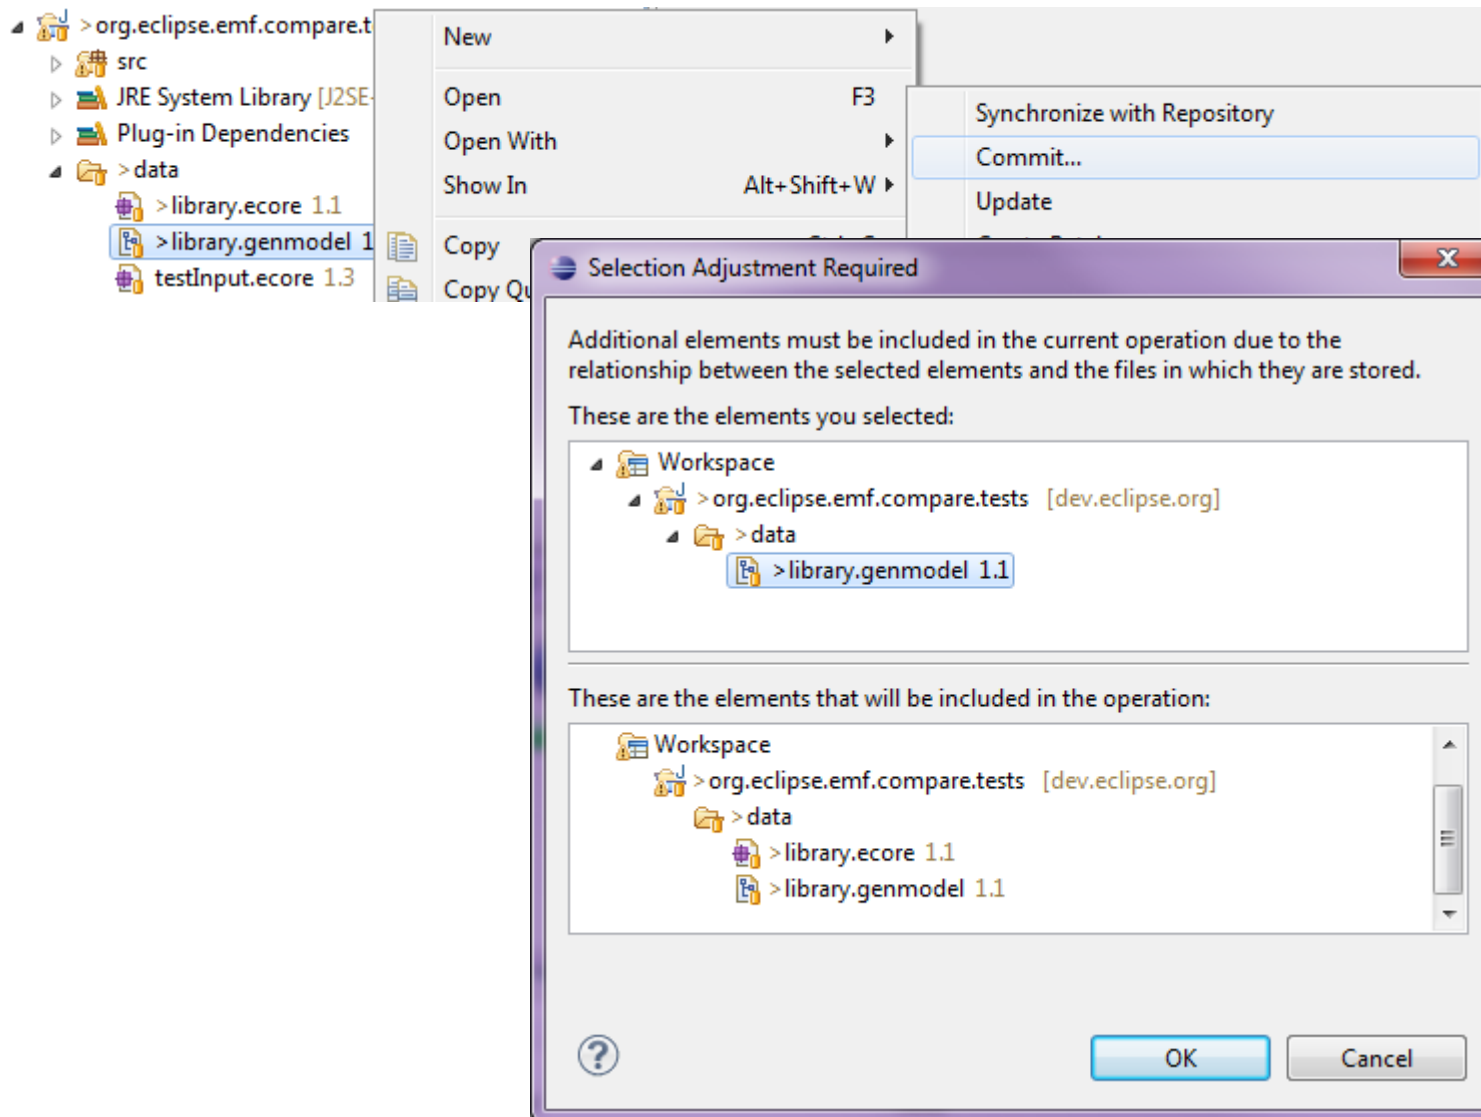 >org.eclipse.emf.compare.t
src
JRE System Library [J2SE-
Plug-in Dependencies
>data
>library.ecore 1.1
>library.genmodel 1
testInput.ecore 1.3
New
Open F3
Open With
Show In Alt+Shift+W
Copy
Copy Qu
Synchronize with Repository
Commit...
Update
Selection Adjustment Required
Additional elements must be included in the current operation due to the
relationship between the selected elements and the files in which they are stored.
These are the elements you selected:
Workspace
>org.eclipse.emf.compare.tests [dev.eclipse.org]
>data
>library.genmodel 1.1
These are the elements that will be included in the operation:
Workspace
>org.eclipse.emf.compare.tests [dev.eclipse.org]
>data
>library.ecore 1.1
>library.genmodel 1.1
?
OK
Cancel